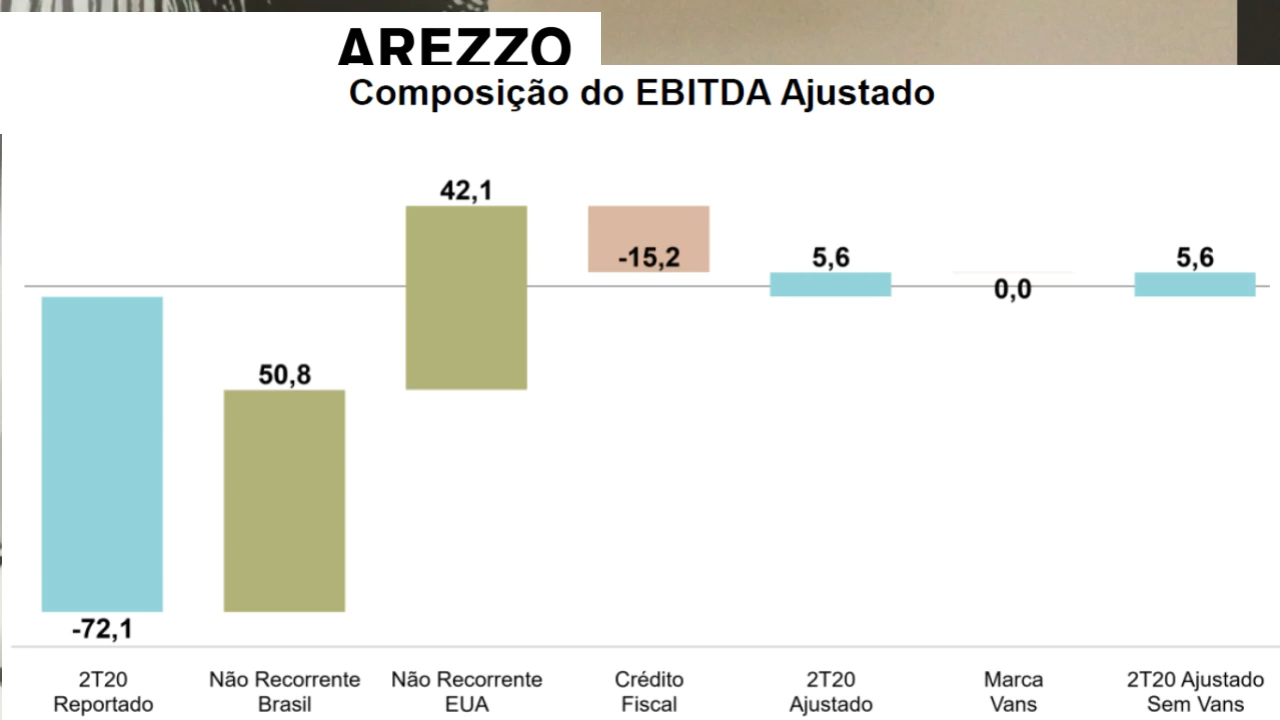 AREZZO
Composição do EBITDA Ajustado
42,1
-15,2
5,6
0,0
5,6
50,8
-72,1
2T20
Reportado
Não Recorrente
Brasil
Não Recorrente
EUA
Crédito
Fiscal
2T20
Ajustado
Marca
Vans
2T20 Ajustado
Sem Vans